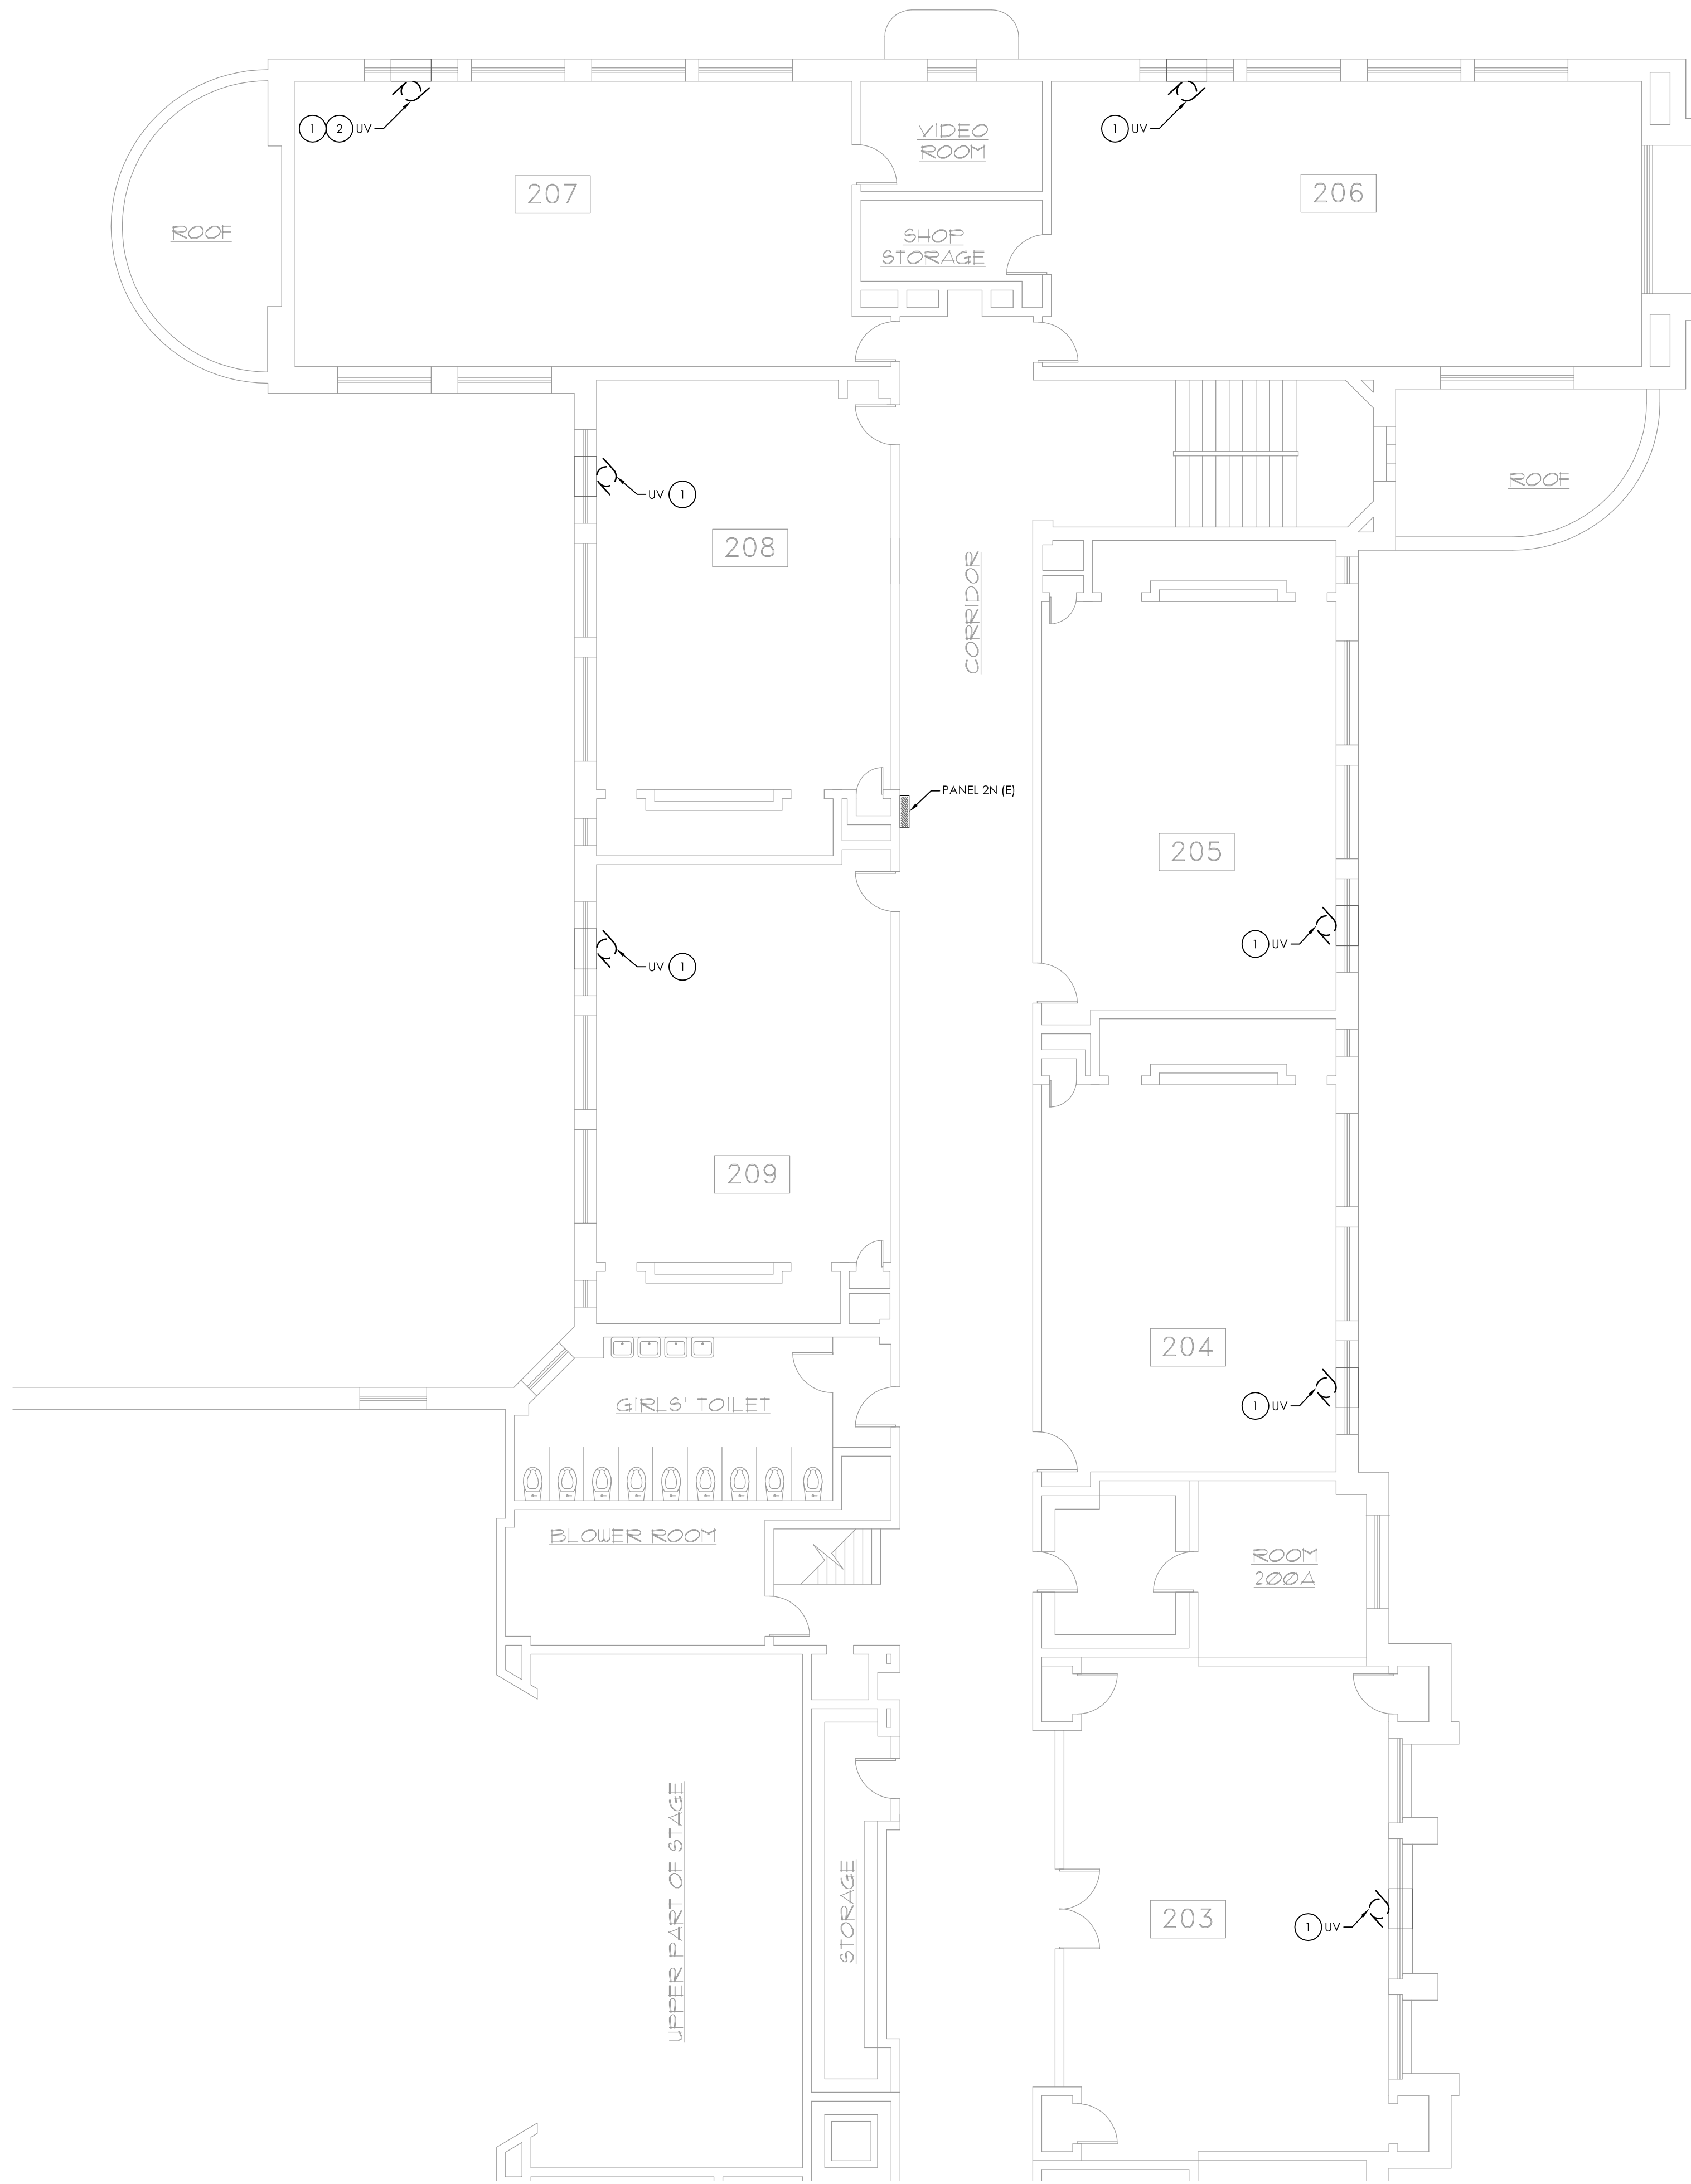 1 2 UV
1 UV
VIDEO
ROOM
207
206
ROOF
SHOP
STORAGE
UV 1
ROOF
208
CORRIDOR
PANEL 2N (E)
205
1 UV
UV 1
209
204
1 UV
GIRLS' TOILET
BLOWER ROOM
ROOM
200A
UPPER PART OF STAGE
STORAGE
203
1 UV